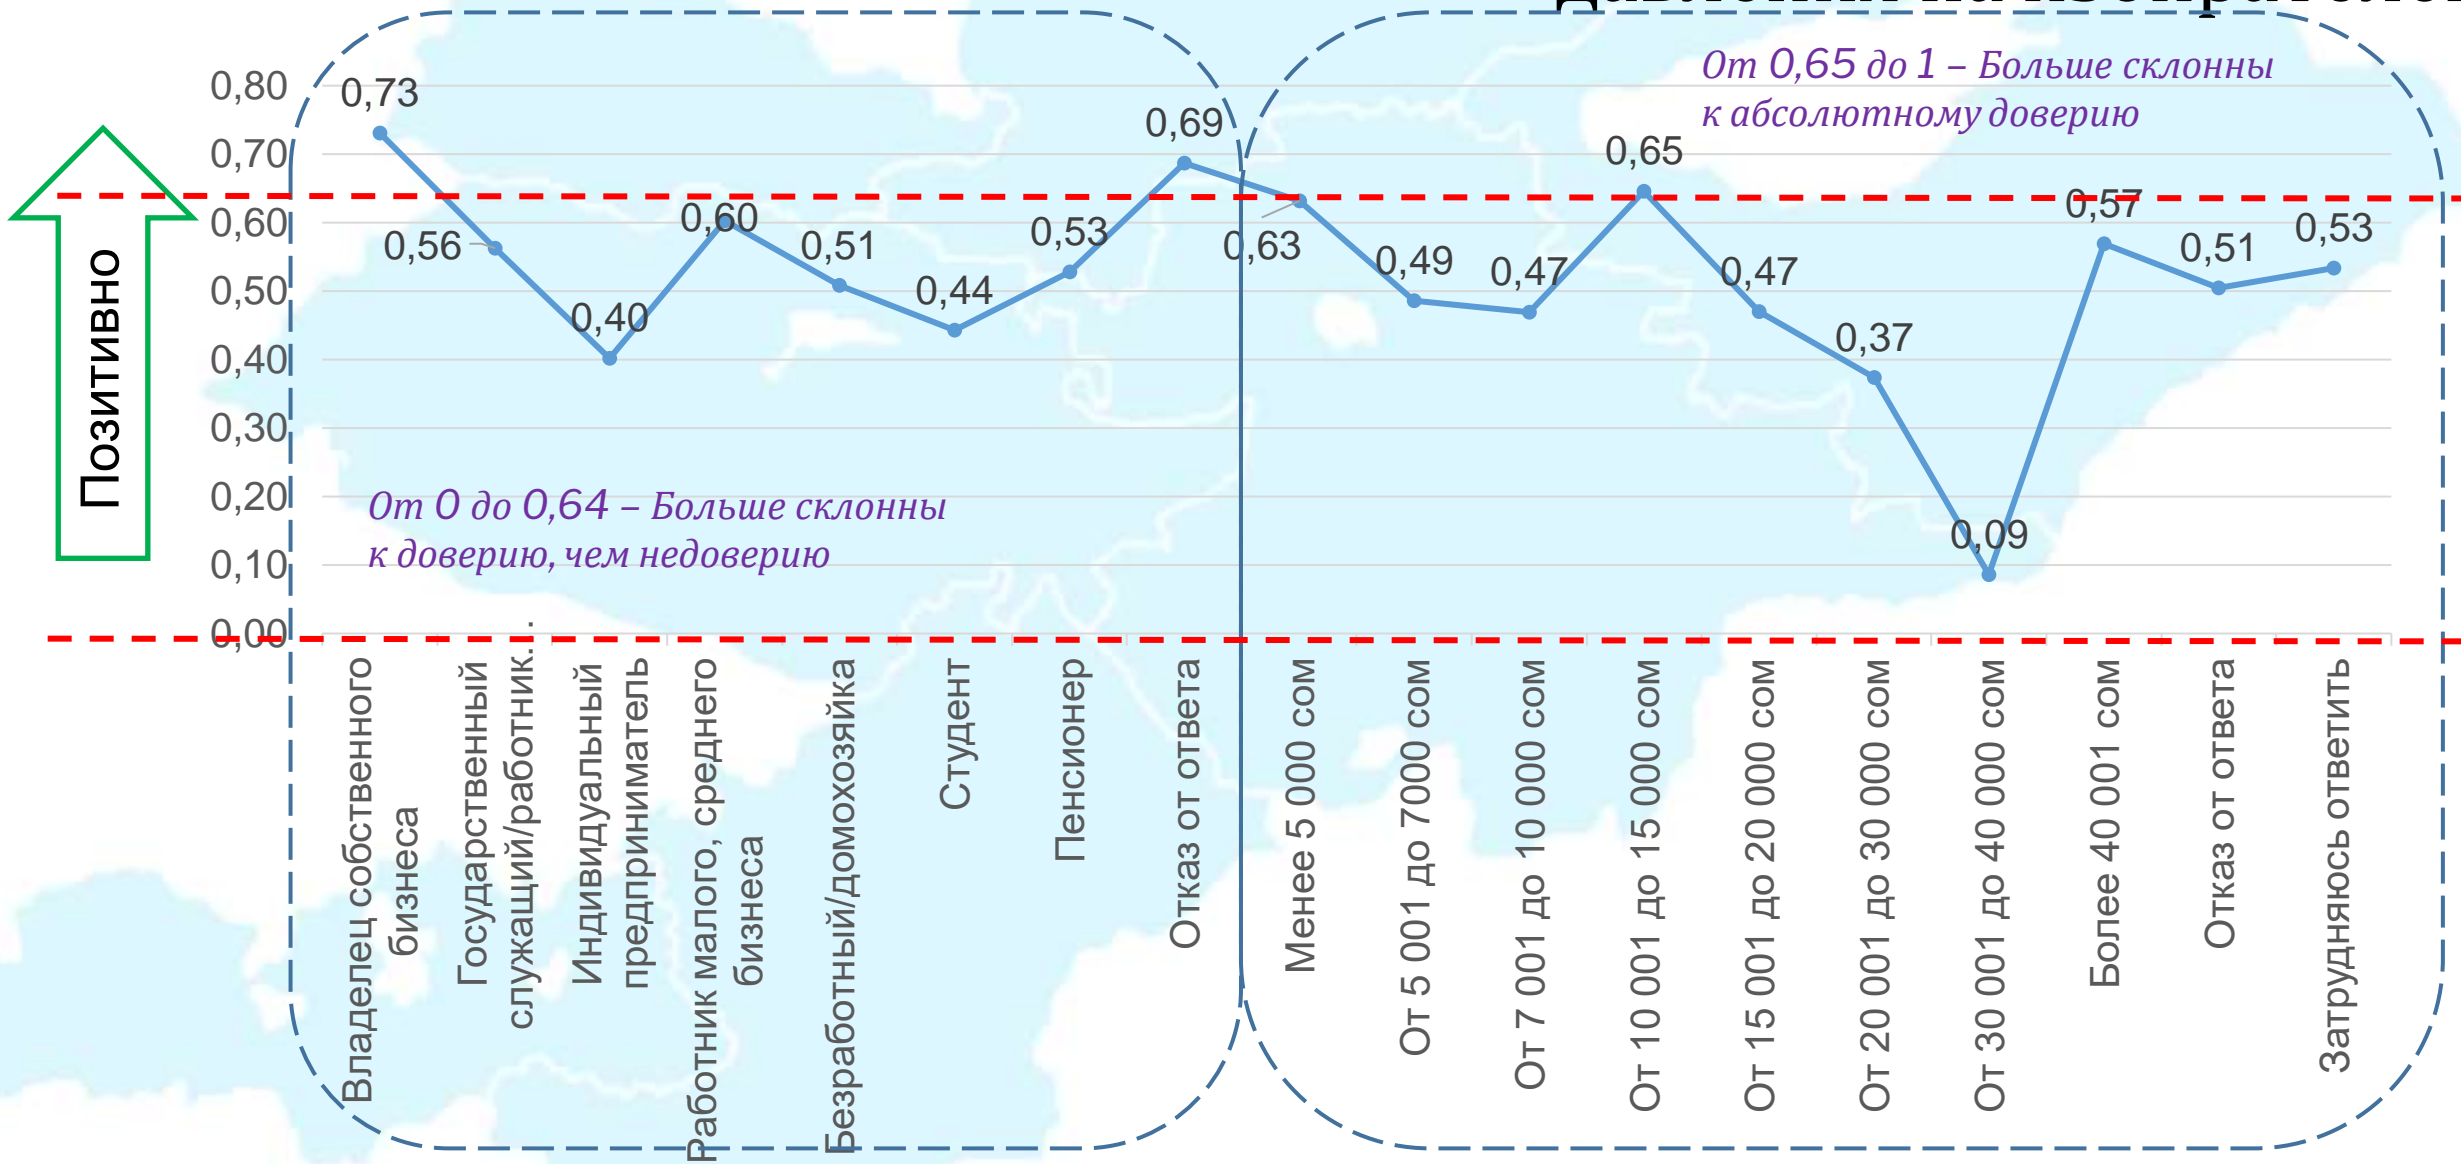 От 0,65 до 1 – Больше склонны
к абсолютному доверию
0,80
0,70
0,60
0,50
0,40
0,30
0,20
0,10
0,00
Позитивно
0,73
0,56
0,40
0,60
0,51
0,44
0,53
0,69
0,63
0,49
0,47
0,65
0,47
0,37
0,09
0,57
0,51
0,53
От 0 до 0,64 – Больше склонны
к доверию, чем недоверию
Владелец собственного
бизнеса
Государственный
служащий/работник…
Индивидуальный
предприниматель
Работник малого, среднего
бизнеса
Безработный/домохозяйка
Студент
Пенсионер
Отказ от ответа
Менее 5 000 сом
От 5 001 до 7000 сом
От 7 001 до 10 000 сом
От 10 001 до 15 000 сом
От 15 001 до 20 000 сом
От 20 001 до 30 000 сом
От 30 001 до 40 000 сом
Более 40 001 сом
Отказ от ответа
Затрудняюсь ответить